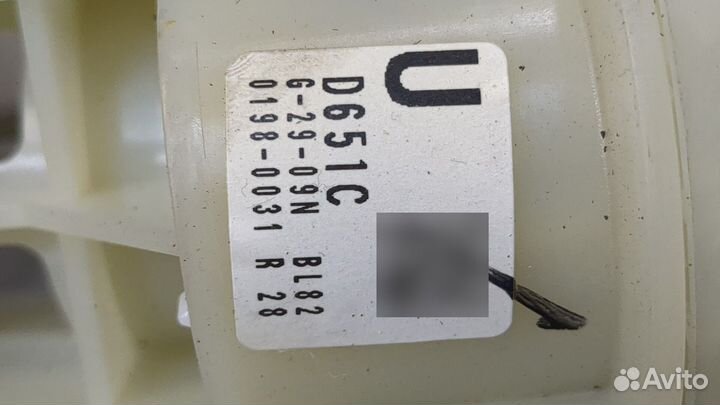 U
D651C
G-29-09N BL82
0198-0031 R 28
Avito